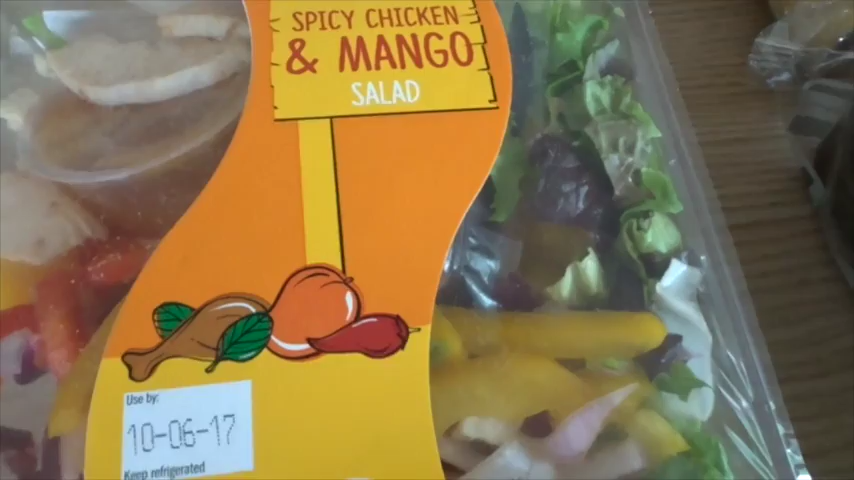 SPICY CHICKEN
& MANGO
SALAD
Use by:
10-06-17
Keep refrigerated